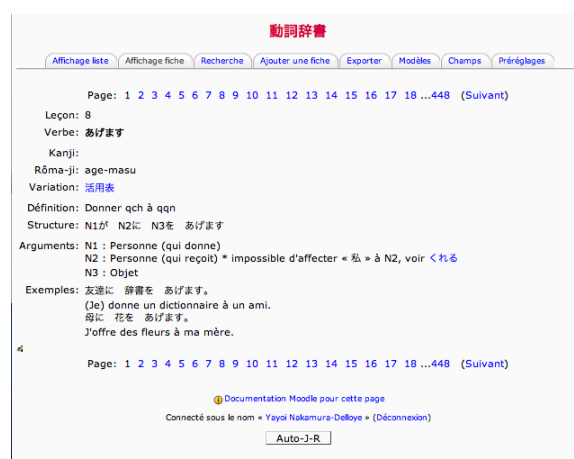 動詞辞書
Affichage liste Affichage fiche Recherche Ajouter une fiche Exporter Modèles Champs Préréglages
Page: 1 2 3 4 5 6 7 8 9 10 11 12 13 14 15 16 17 18 ...448 (Suivant)
Leçon: 8
Verbe: あげます
Kanji:
Rôma-ji: age-masu
Variation: 活用表
Définition: Donner qch à qqn
Structure: N1が N2に N3を あげます
Arguments: N1 : Personne (qui donne)
N2 : Personne (qui reçoit) * impossible d'affecter « 私 » à N2, voir くれる
N3 : Objet
Exemples: 友達に 辞書を あげます。
(Je) donne un dictionnaire à un ami.
母に 花を あげます。
J'offre des fleurs à ma mère.
Page: 1 2 3 4 5 6 7 8 9 10 11 12 13 14 15 16 17 18 ...448 (Suivant)
Documentation Moodle pour cette page
Connecté sous le nom « Yayoi Nakamura-Delloye » (Déconnexion)
Auto-J-R